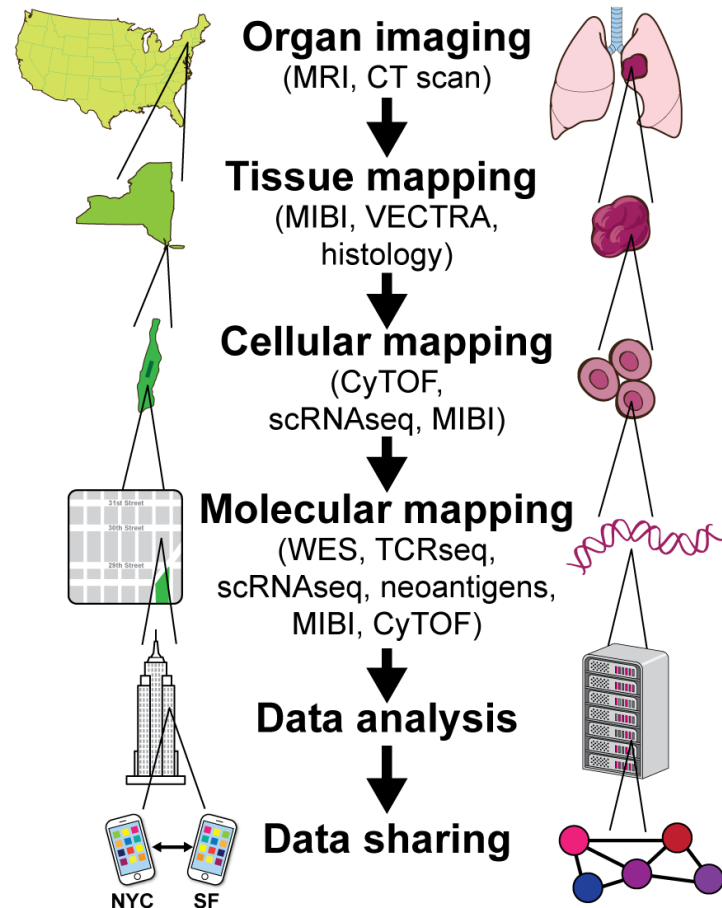 Organ imaging
(MRI, CT scan)
Tissue mapping
(MIBI, VECTRA,
histology)
Cellular mapping
(CyTOF,
scRNAseq, MIBI)
31st Street
30th Street
29th Street
Molecular mapping
(WES, TCRseq,
scRNAseq, neoantigens,
MIBI, CyTOF)
Data analysis
Data sharing
NYC SF